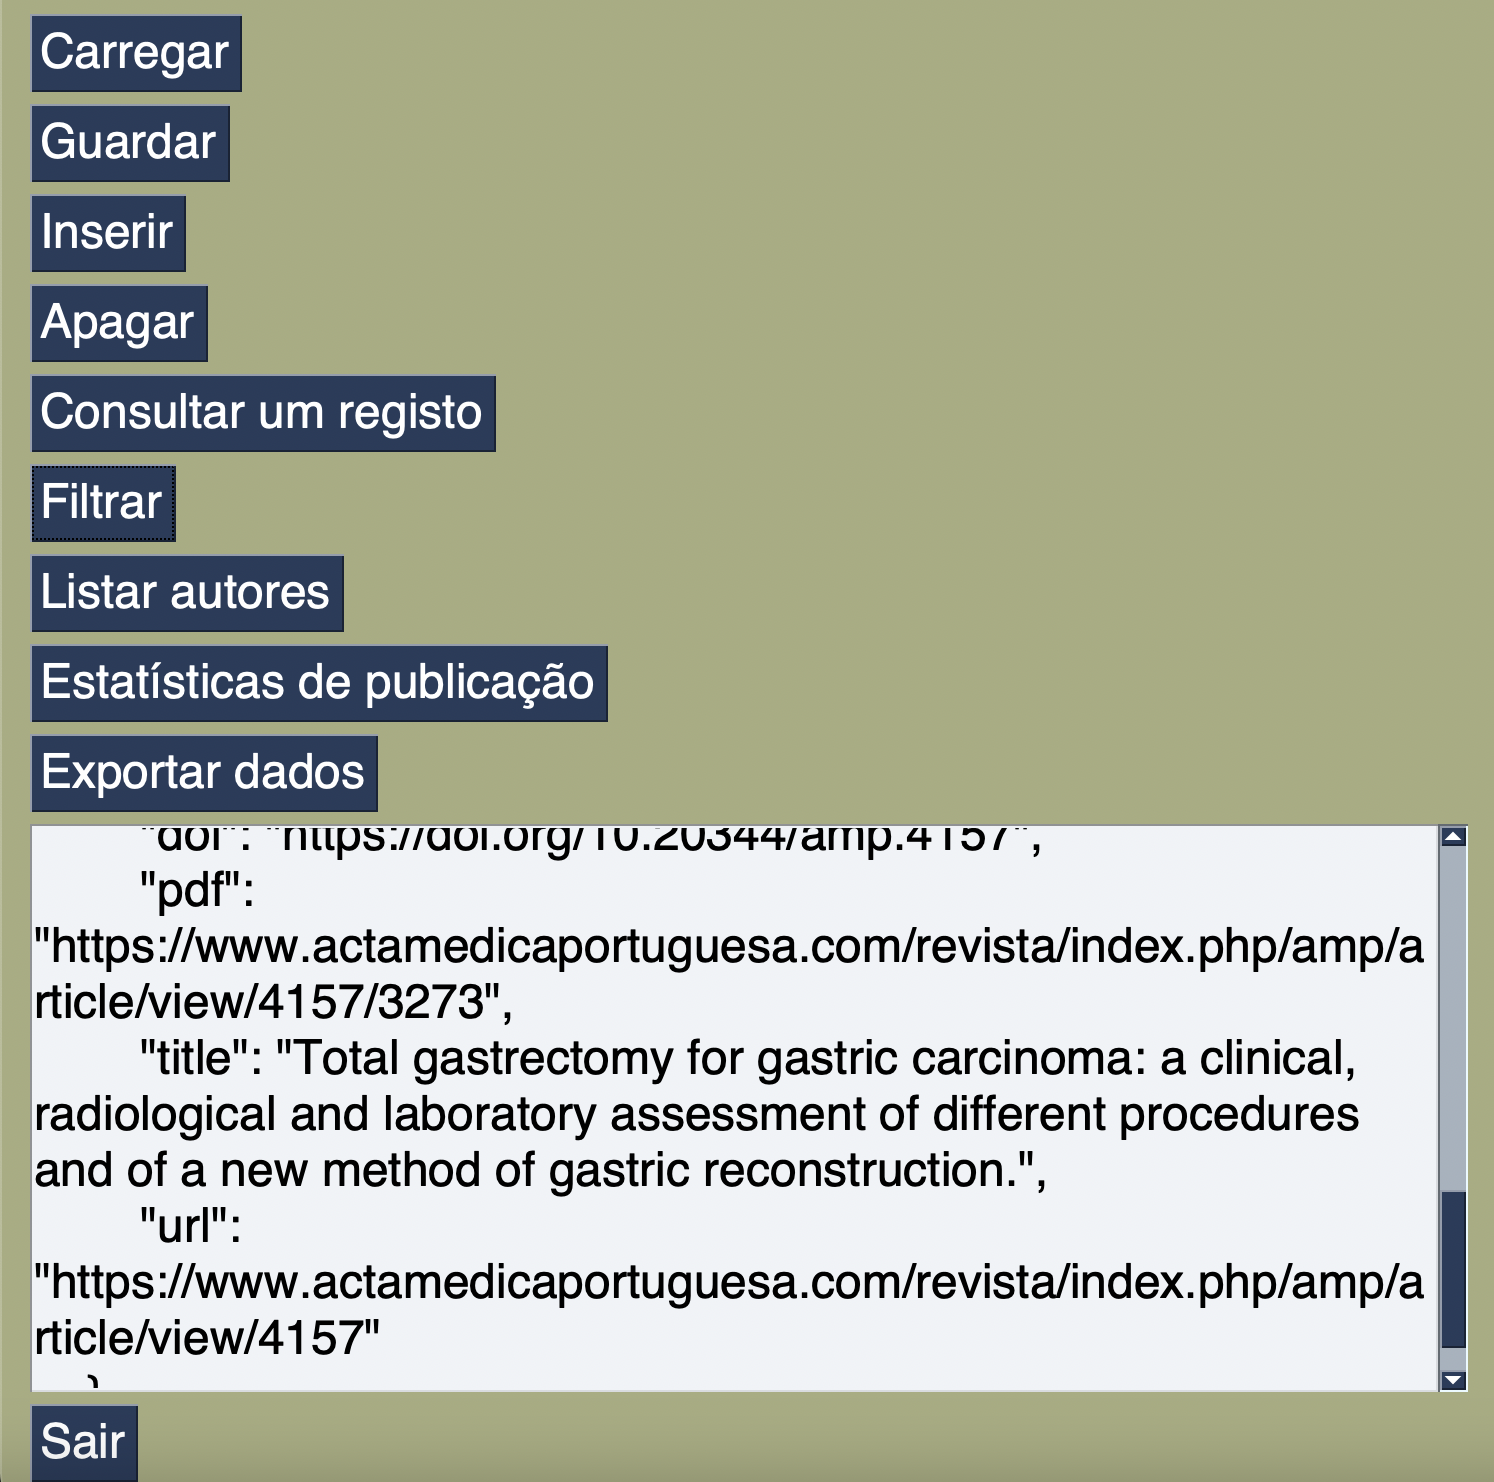 Carregar
Guardar
Inserir
Apagar
Consultar um registo
Filtrar
Listar autores
Estatísticas de publicação
Exportar dados
"doi": "https://doi.org/10.20344/amp.4157",
"pdf":
"https://www.actamedicaportuguesa.com/revista/index.php/amp/a
rticle/view/4157/3273",
"title": "Total gastrectomy for gastric carcinoma: a clinical,
radiological and laboratory assessment of different procedures
and of a new method of gastric reconstruction.",
"url":
"https://www.actamedicaportuguesa.com/revista/index.php/amp/a
rticle/view/4157"
}
Sair